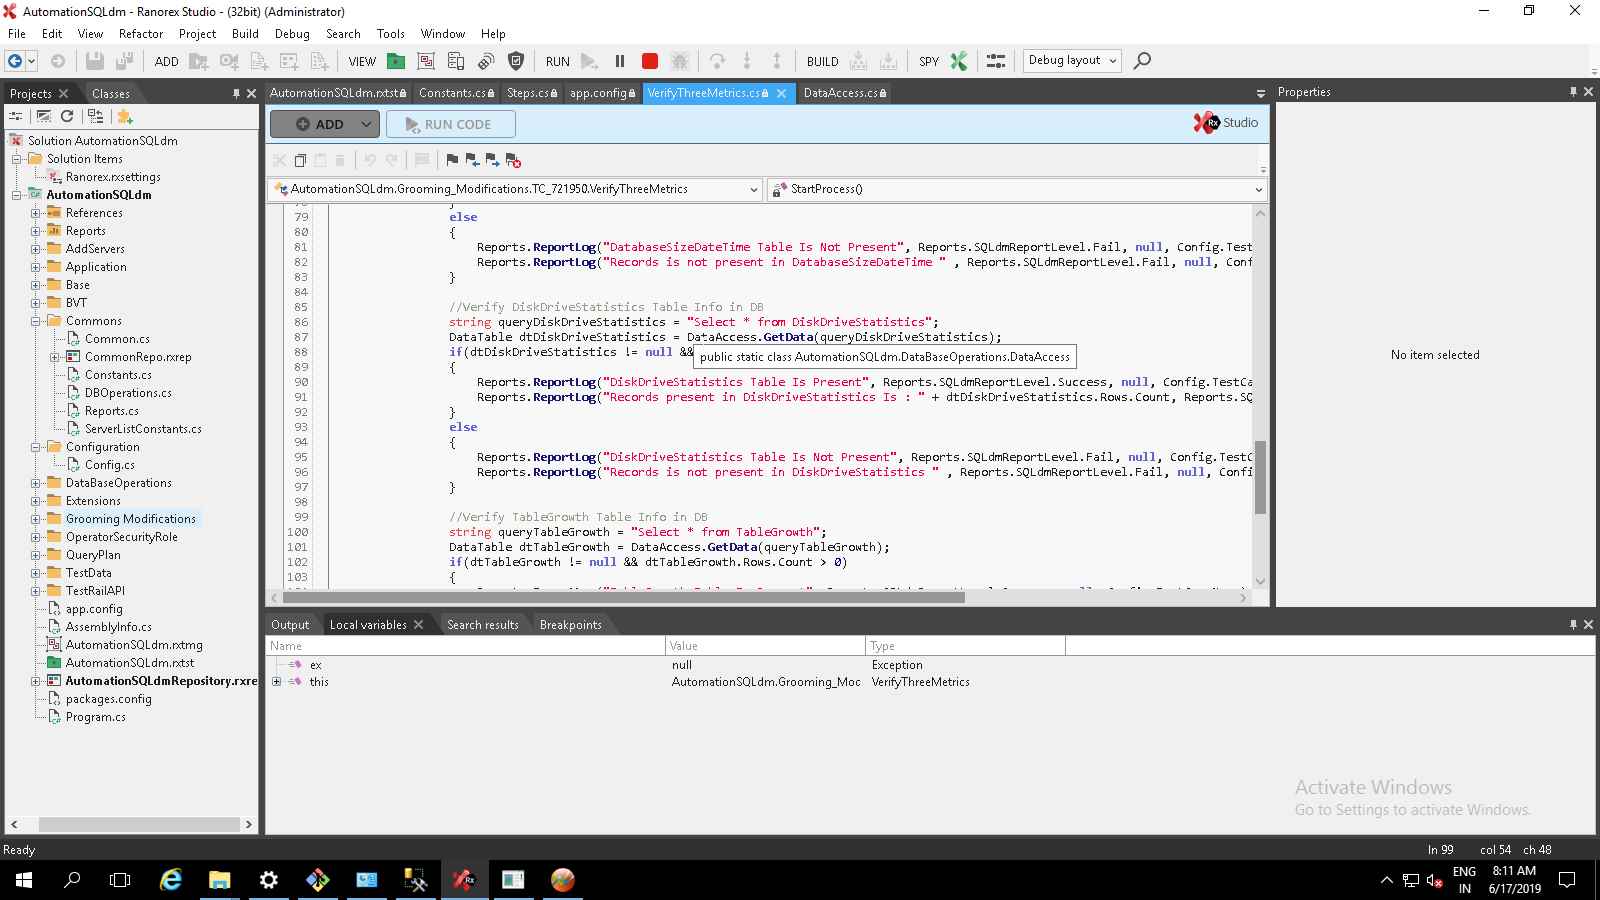 AutomationSQLdm - Ranorex Studio - (32bit) (Administrator)
File Edit View Refactor Project Build Debug Search Tools Window Help
ADD VIEW RUN BUILD SPY Debug layout
Projects Classes
AutomationSQLdm.rxtst Constants.cs Steps.cs app.config VerifyThreeMetrics.cs DataAccess.cs
Properties
ADD RUN CODE
Rx Studio
AutomationSQLdm.Grooming_Modifications.TC_721950.VerifyThreeMetrics StartProcess()
Solution AutomationSQLdm
Solution Items
Ranorex.rxsettings
AutomationSQLdm
References
Reports
AddServers
Application
Base
BVT
Commons
Common.cs
CommonRepo.rxrep
Constants.cs
DBOperations.cs
Reports.cs
ServerListConstants.cs
Configuration
Config.cs
DataBaseOperations
Extensions
Grooming Modifications
OperatorSecurityRole
QueryPlan
TestData
TestRailAPI
app.config
AssemblyInfo.cs
AutomationSQLdm.rxtmg
AutomationSQLdm.rxtst
AutomationSQLdmRepository.rxre
packages.config
Program.cs
79 else
80 {
81 Reports.ReportLog("DatabaseSizeDateTime Table Is Not Present", Reports.SQLdmReportLevel.Fail, null, Config.TestC
82 Reports.ReportLog("Records is not present in DatabaseSizeDateTime " , Reports.SQLdmReportLevel.Fail, null, Conf
83 }
84
85 //Verify DiskDriveStatistics Table Info in DB
86 string queryDiskDriveStatistics = "Select * from DiskDriveStatistics";
87 DataTable dtDiskDriveStatistics = DataAccess.GetData(queryDiskDriveStatistics);
88 if(dtDiskDriveStatistics != null &&
public static class AutomationSQLdm.DataBaseOperations.DataAccess
89 {
90 Reports.ReportLog("DiskDriveStatistics Table Is Present", Reports.SQLdmReportLevel.Success, null, Config.TestCa
91 Reports.ReportLog("Records present in DiskDriveStatistics Is : " + dtDiskDriveStatistics.Rows.Count, Reports.SQ
92 }
93 else
94 {
95 Reports.ReportLog("DiskDriveStatistics Table Is Not Present", Reports.SQLdmReportLevel.Fail, null, Config.TestC
96 Reports.ReportLog("Records is not present in DiskDriveStatistics " , Reports.SQLdmReportLevel.Fail, null, Confi
97 }
98
99 //Verify TableGrowth Table Info in DB
100 string queryTableGrowth = "Select * from TableGrowth";
101 DataTable dtTableGrowth = DataAccess.GetData(queryTableGrowth);
102 if(dtTableGrowth != null && dtTableGrowth.Rows.Count > 0)
103 {
No item selected
Output Local variables Search results Breakpoints
Name Value Type
ex null Exception
this AutomationSQLdm.Grooming_Moc VerifyThreeMetrics
Activate Windows
Go to Settings to activate Windows.
Ready ln 99 col 54 ch 48
ENG 8:11 AM
IN 6/17/2019